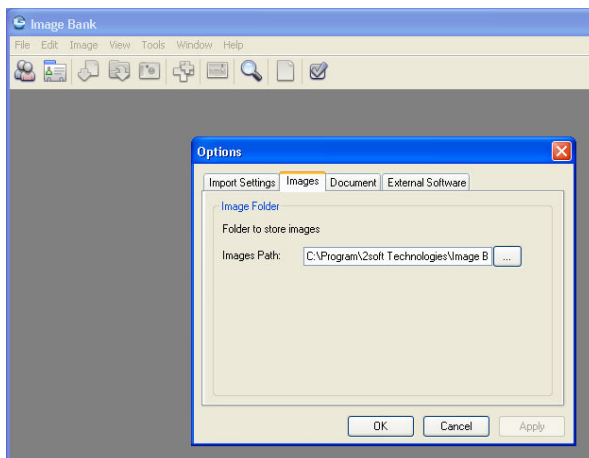 Image Bank
File Edit Image View Tools Window Help
Options
Import Settings Images Document External Software
Image Folder
Folder to store images
Images Path: C:\Program\2soft Technologies\Image B ...
OK Cancel Apply